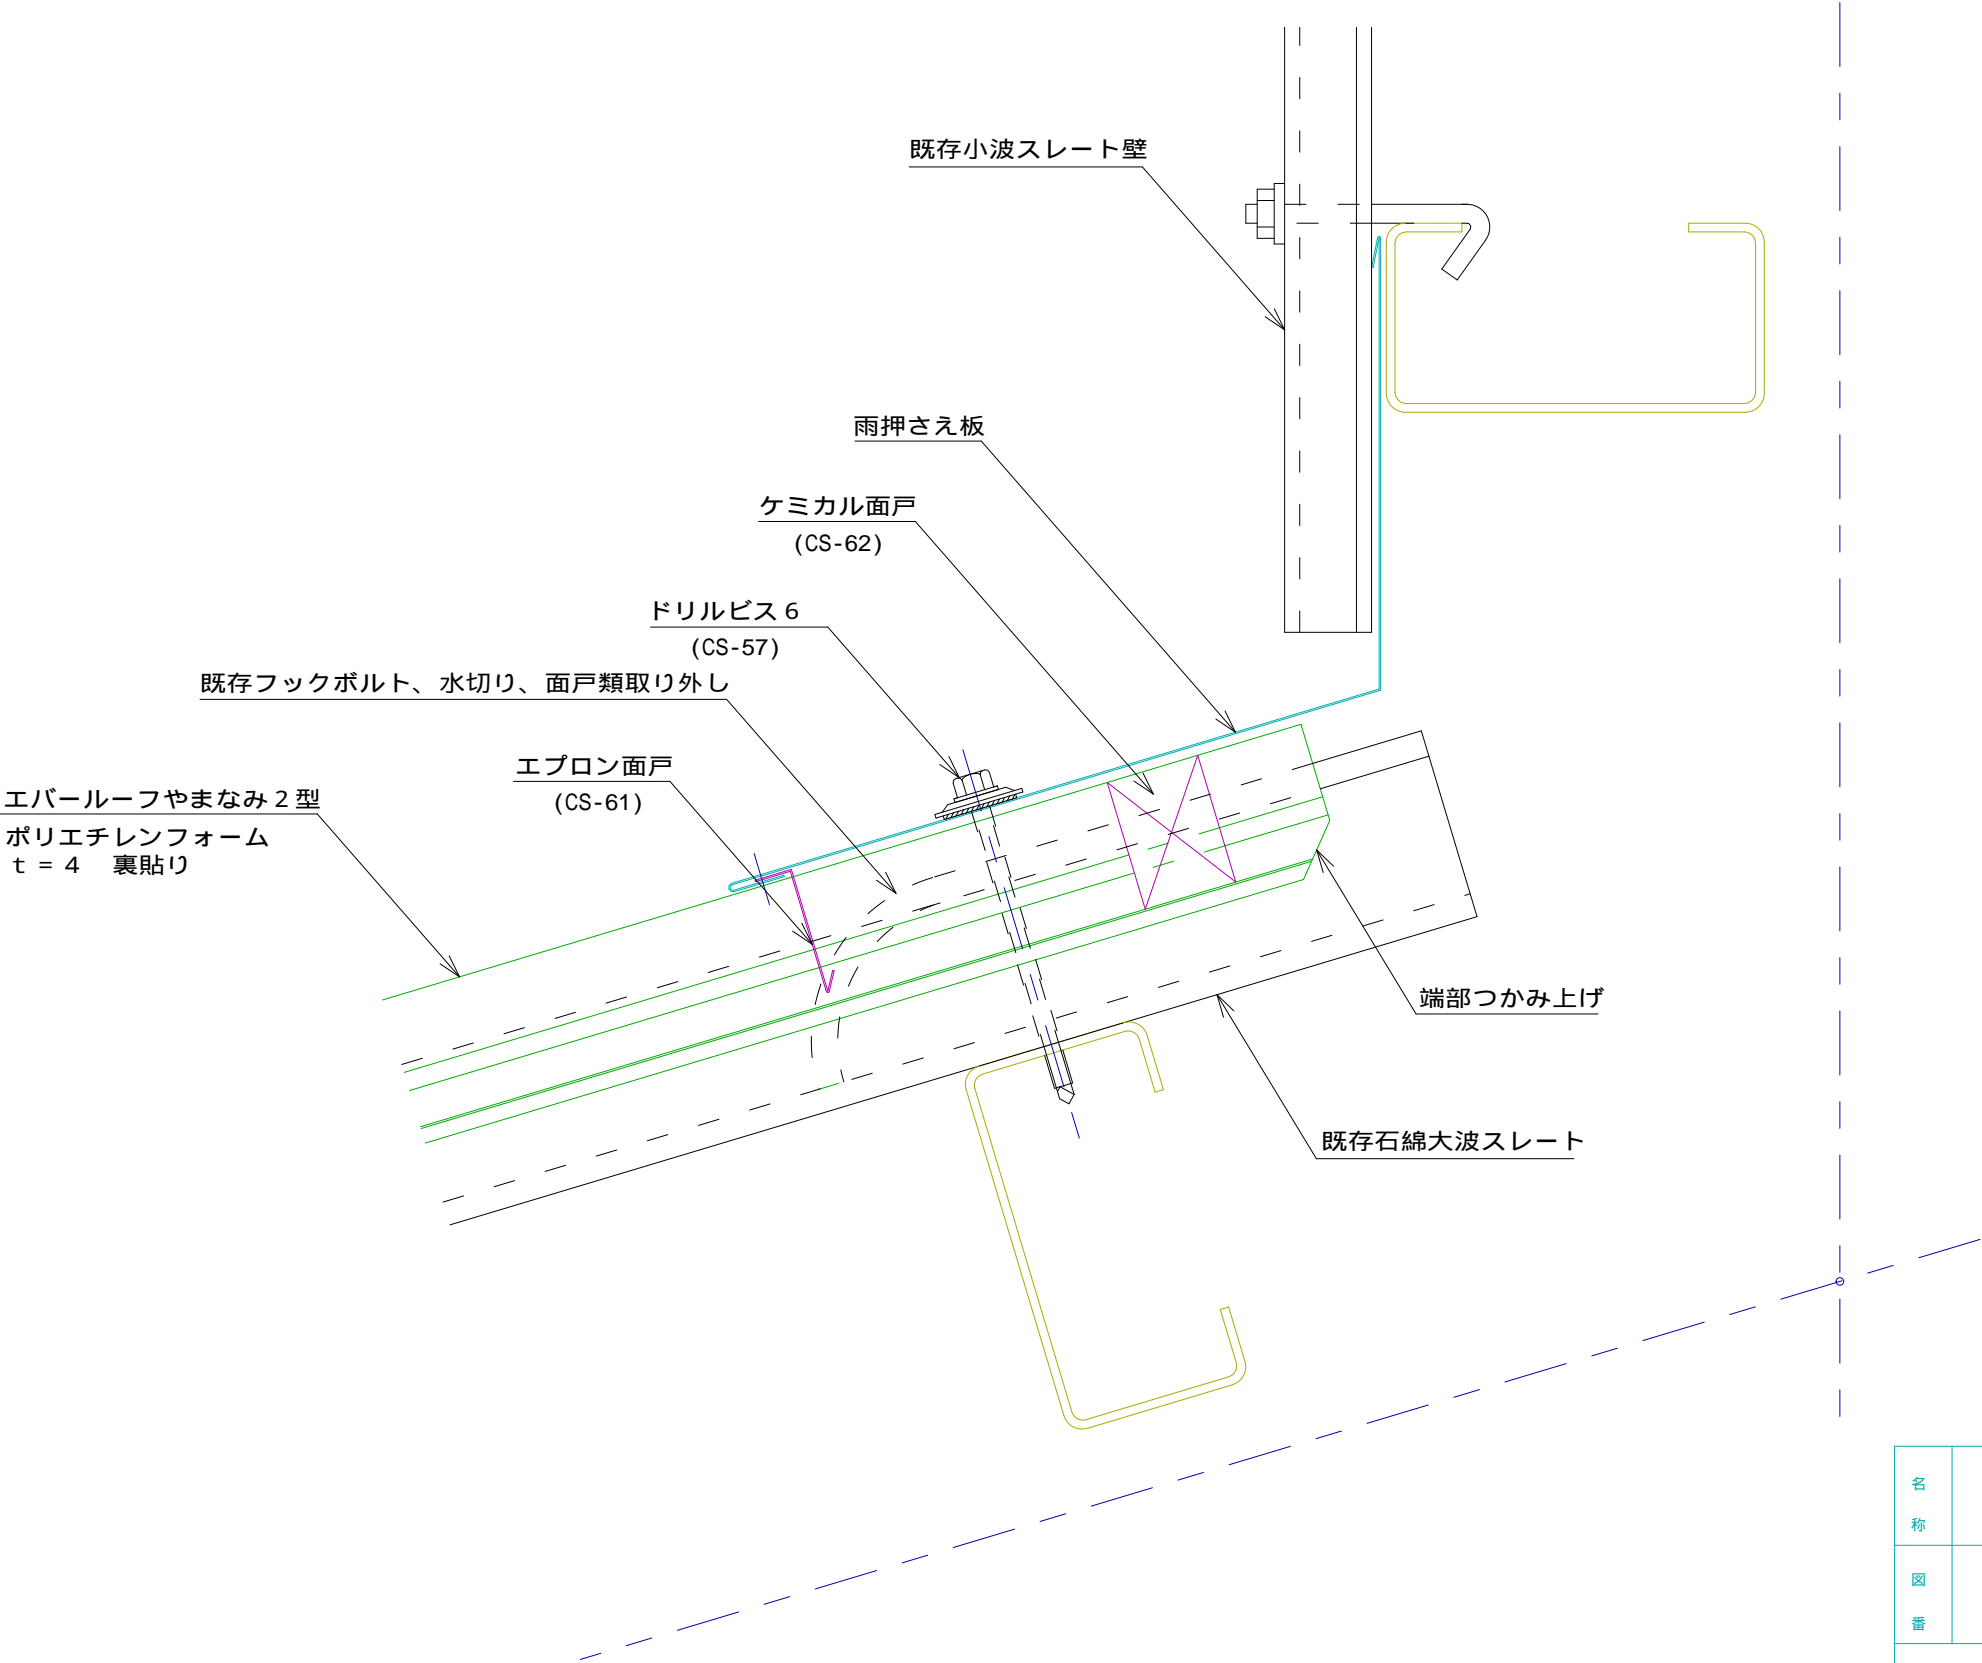 既存小波スレート壁
雨押さえ板
ケミカル面戸
(CS-62)
ドリルビス６
(CS-57)
既存フックボルト、水切り、面戸類取り外し
エプロン面戸
(CS-61)
エバールーフやまなみ２型
ポリエチレンフォーム
ｔ＝４　裏貼り
端部つかみ上げ
既存石綿大波スレート
名
称
図
番